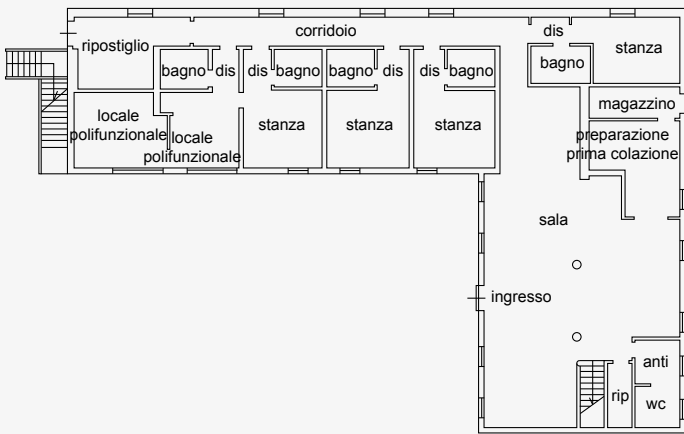 corridoio
dis
ripostiglio
stanza
bagno
bagno
dis
dis
bagno
bagno
dis
dis
bagno
magazzino
locale
polifunzionale
locale
polifunzionale
stanza
stanza
stanza
preparazione
prima colazione
sala
ingresso
anti
rip
wc